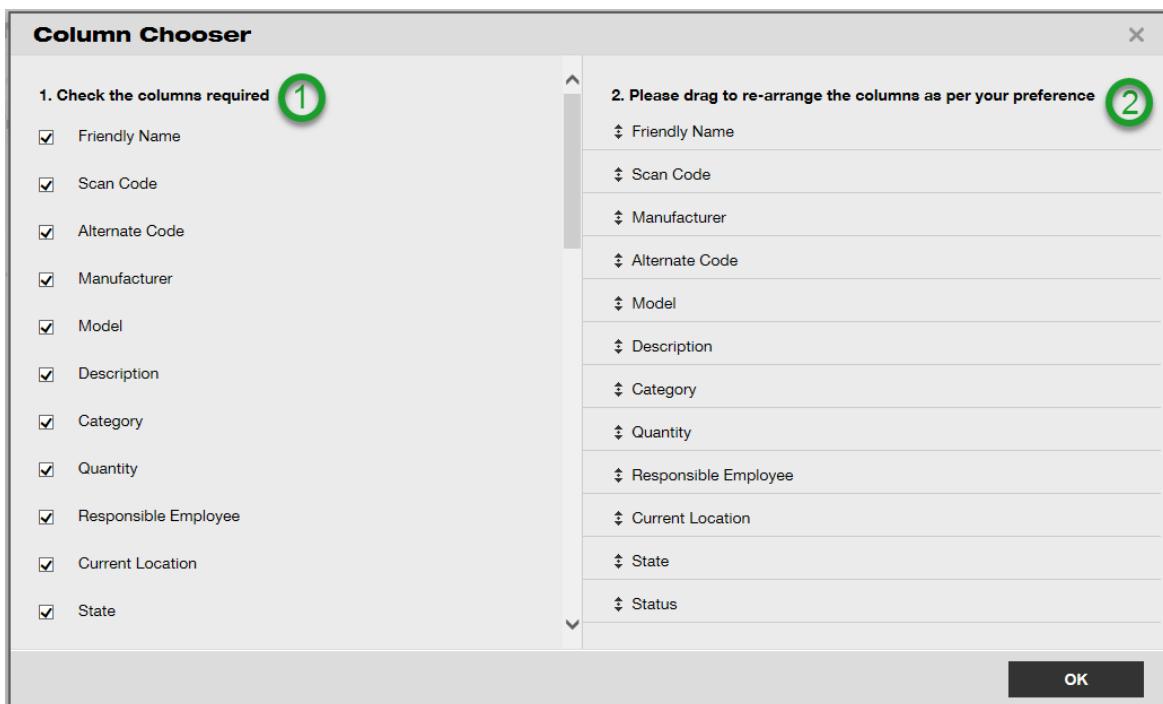 Column Chooser
1. Check the columns required
1
Friendly Name
Scan Code
Alternate Code
Manufacturer
Model
Description
Category
Quantity
Responsible Employee
Current Location
State
2. Please drag to re-arrange the columns as per your preference
2
Friendly Name
Scan Code
Manufacturer
Alternate Code
Model
Description
Category
Quantity
Responsible Employee
Current Location
State
Status
OK